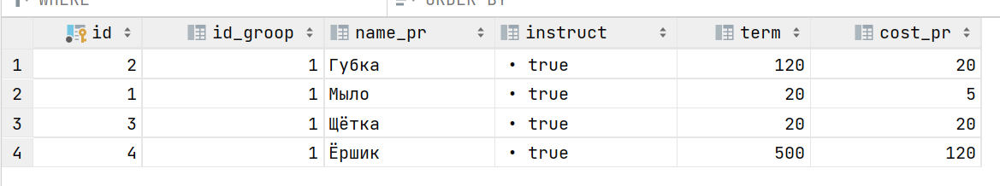 WHERE ORDER BY
id id_groop name_pr instruct term cost_pr
1 2 1 Губка • true 120 20
2 1 1 Мыло • true 20 5
3 3 1 Щётка • true 20 20
4 4 1 Ёршик • true 500 120